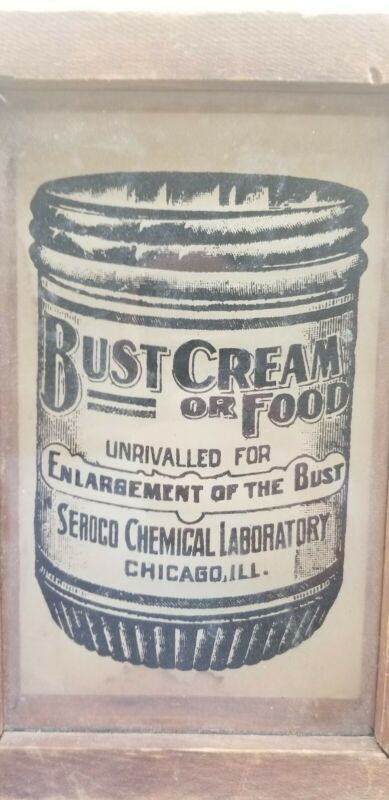 BUST CREAM
OR FOOD
UNRIVALLED FOR
ENLARGEMENT OF THE BUST
SEROCO CHEMICAL LABORATORY
CHICAGO, ILL.